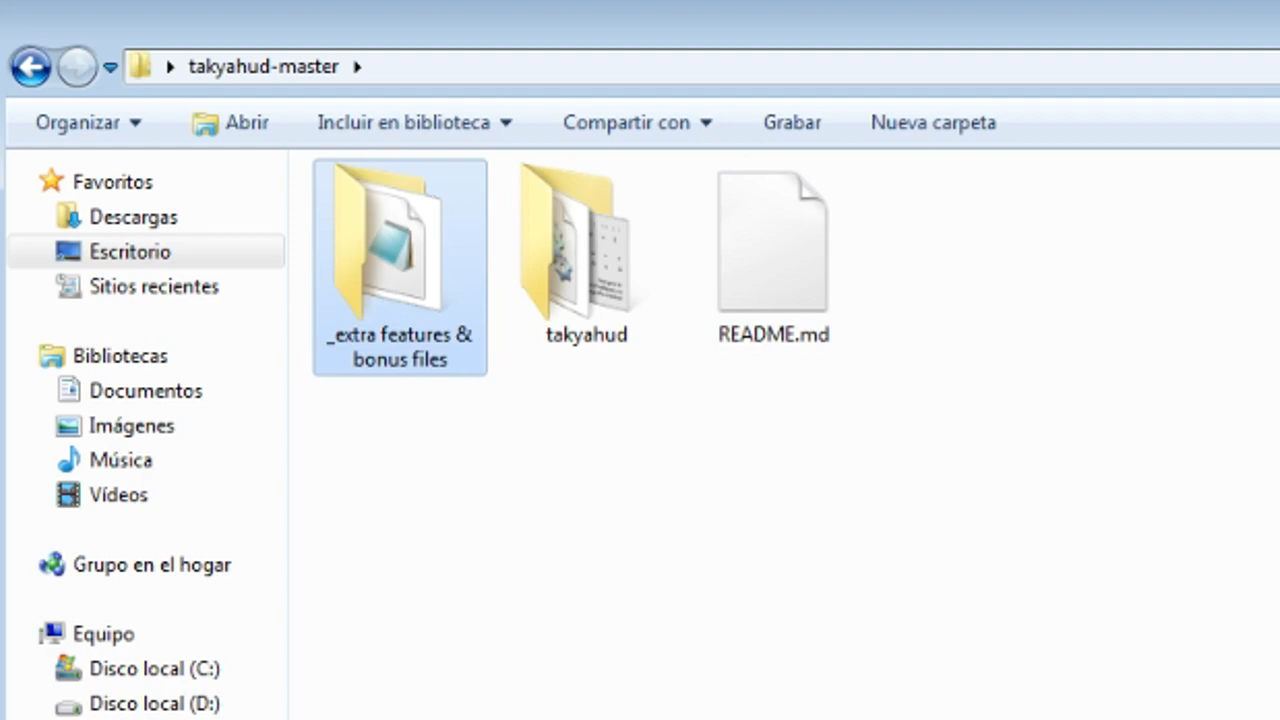 takyahud-master
Organizar
Abrir
Incluir en biblioteca
Compartir con
Grabar
Nueva carpeta
Favoritos
Descargas
Escritorio
Sitios recientes
Bibliotecas
Documentos
Imágenes
Música
Vídeos
Grupo en el hogar
Equipo
Disco local (C:)
Disco local (D:)
_extra features &
bonus files
takyahud
README.md